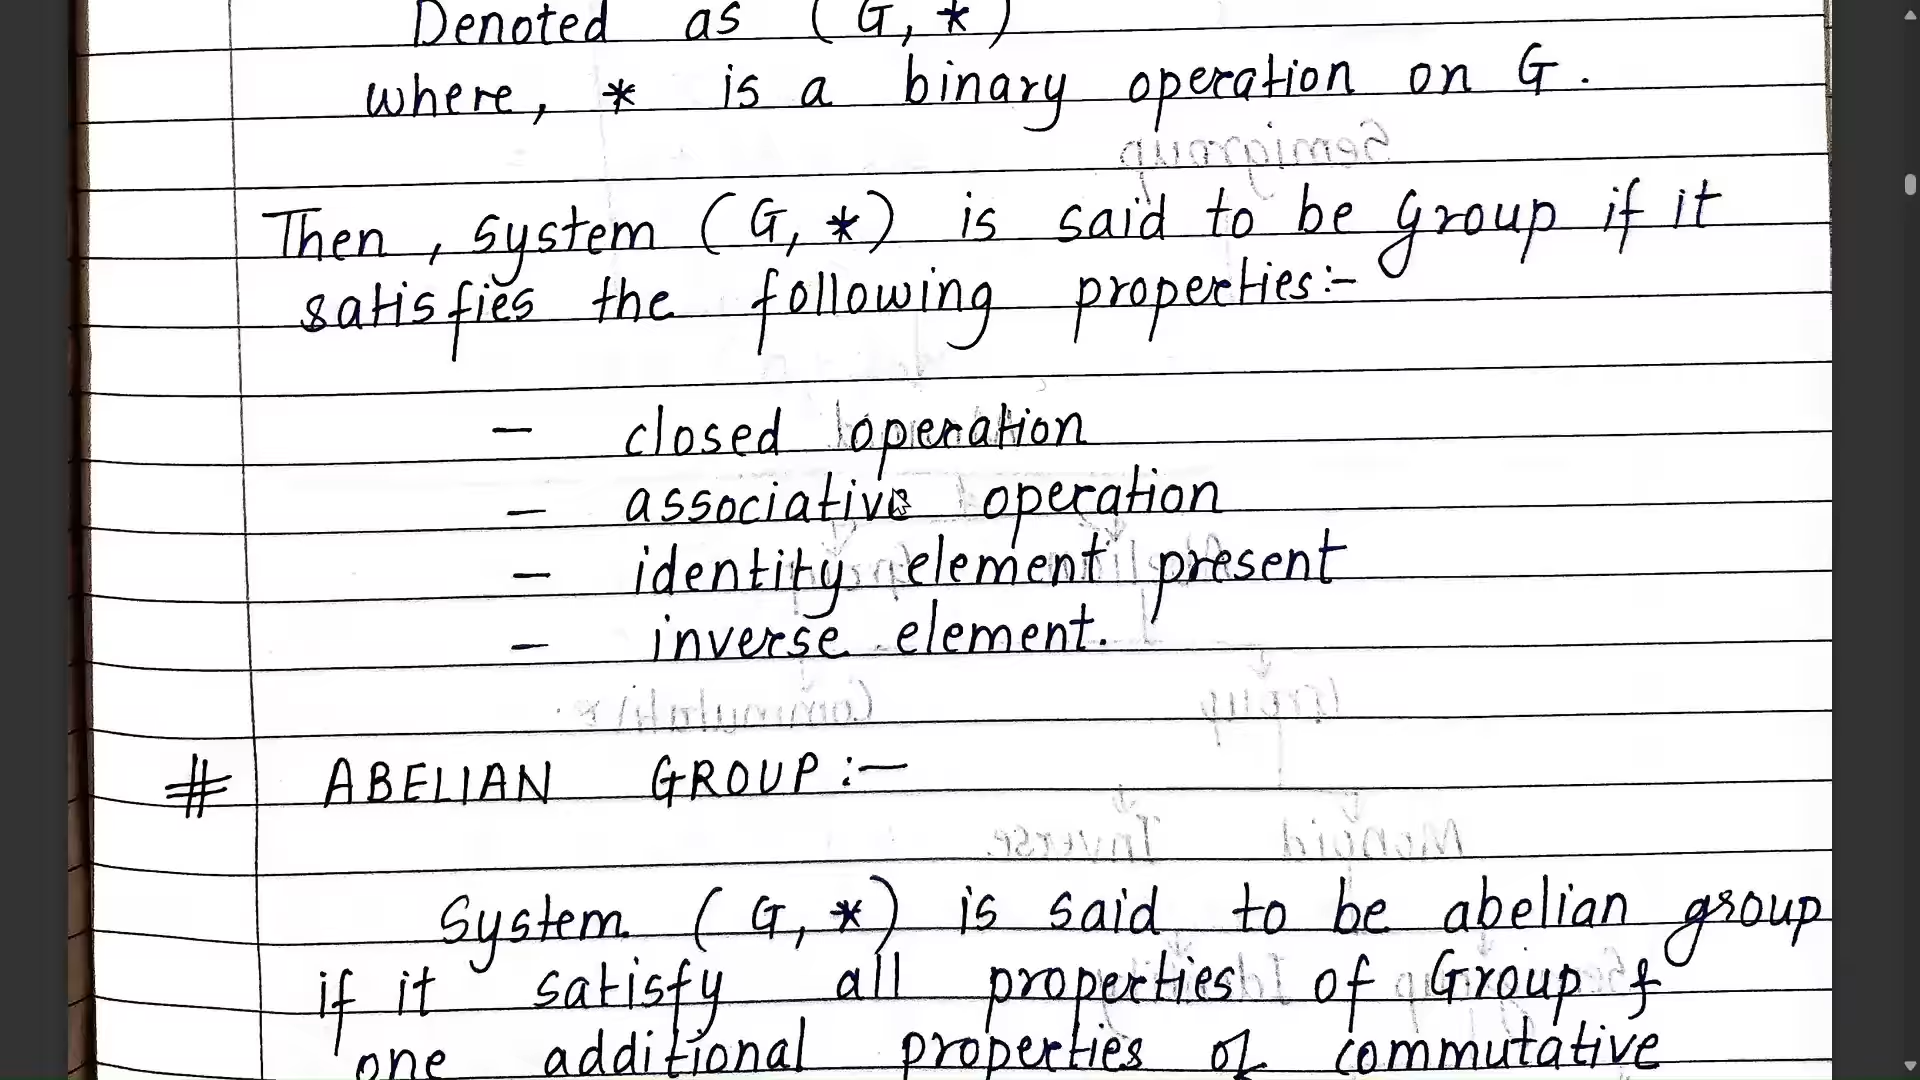 Denoted as (G, *)
where, * is a binary operation on G.
Then, system (G, *) is said to be group if it
satisfies the following properties:-
- closed operation
- associative operation
- identity element present
- inverse element.
# ABELIAN GROUP:-
System (G, *) is said to be abelian group
if it satisfy all properties of Group &
one additional properties of commutative